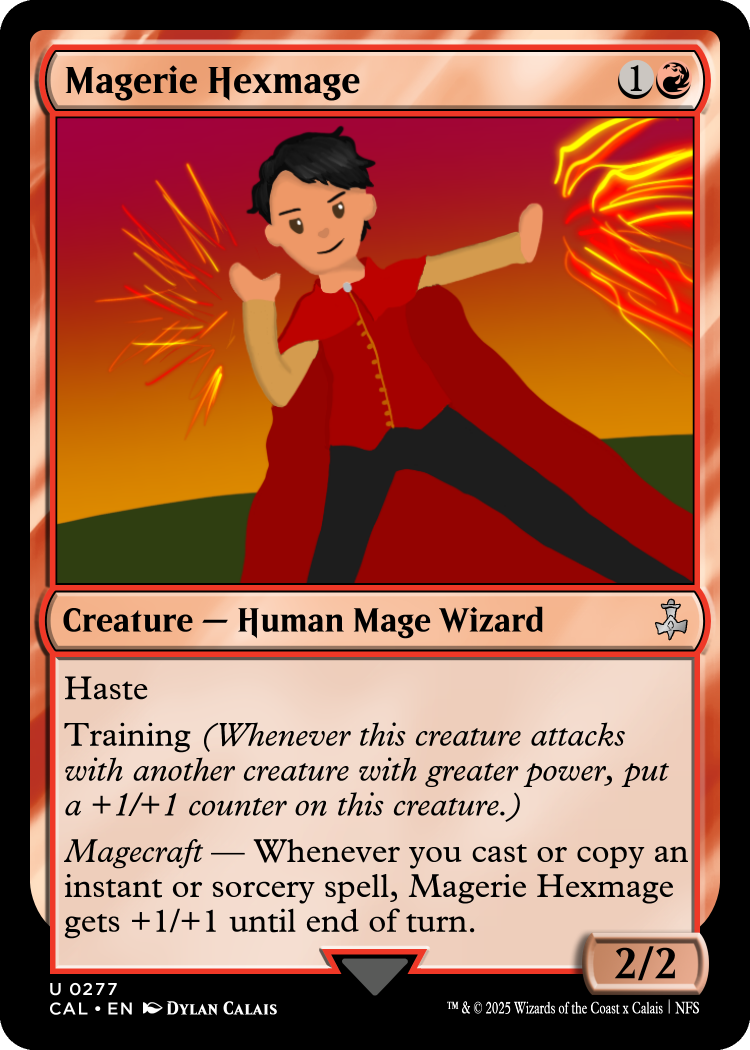 Magerie Hexmage 1
Creature — Human Mage Wizard
Haste
Training (Whenever this creature attacks
with another creature with greater power, put
a +1/+1 counter on this creature.)
Magecraft — Whenever you cast or copy an
instant or sorcery spell, Magerie Hexmage
gets +1/+1 until end of turn.
2/2
U 0277
CAL • EN DYLAN CALAIS
™ & © 2025 Wizards of the Coast x Calais | NFS